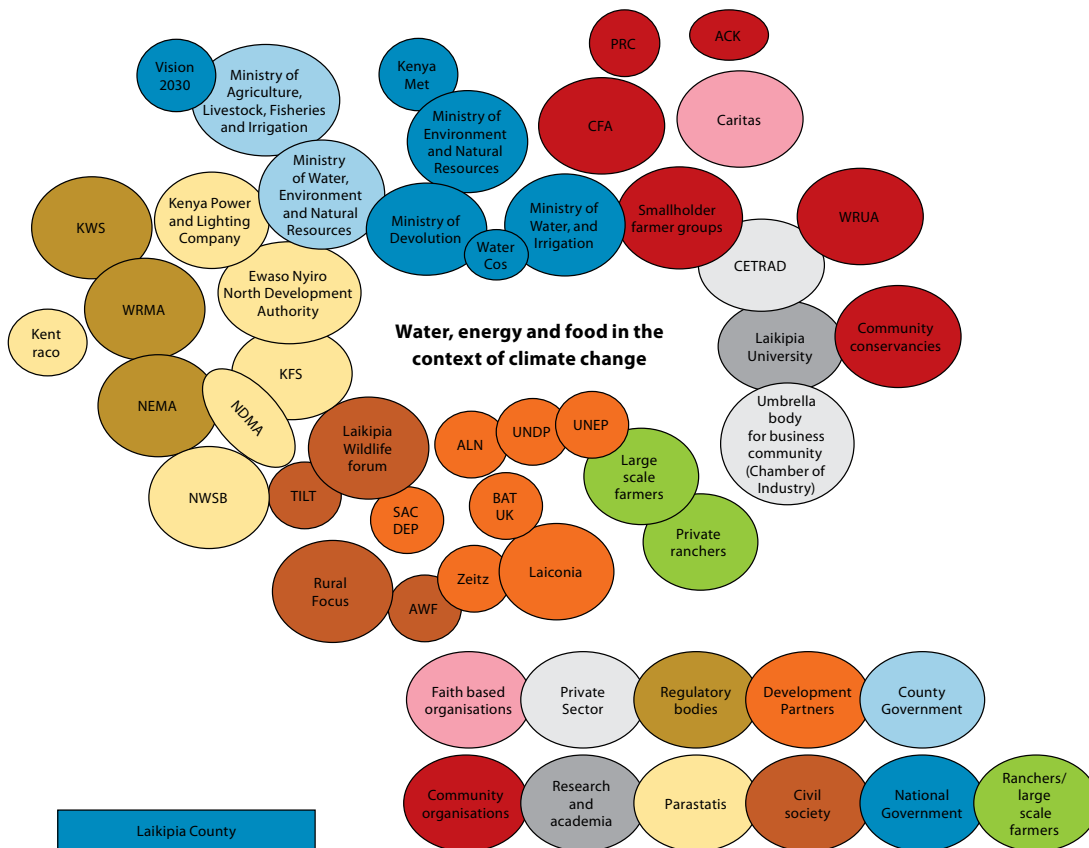 PRC
ACK
Vision
2030
Ministry of
Agriculture,
Livestock, Fisheries
and Irrigation
Kenya
Met
Ministry of
Environment
and Natural
Resources
CFA
Caritas
Ministry
of Water,
Environment
and Natural
Resources
KWS
Kenya Power
and Lighting
Company
Ministry of
Devolution
Water
Cos
Ministry of
Water, and
Irrigation
Smallholder
farmer groups
WRUA
CETRAD
Ewaso Nyiro
North Development
Authority
WRMA
Kent
raco
Water, energy and food in the
context of climate change
Laikipia
University
Community
conservancies
KFS
NEMA
NDMA
Laikipia
Wildlife
forum
ALN
UNDP
UNEP
Umbrella
body
for business
community
(Chamber of
Industry)
Large
scale
farmers
NWSB
TILT
SAC
DEP
BAT
UK
Private
ranchers
Rural
Focus
AWF
Zeitz
Laiconia
Faith based
organisations
Private
Sector
Regulatory
bodies
Development
Partners
County
Government
Community
organisations
Research
and
academia
Parastatis
Civil
society
National
Government
Ranchers/
large
scale
farmers
Laikipia County